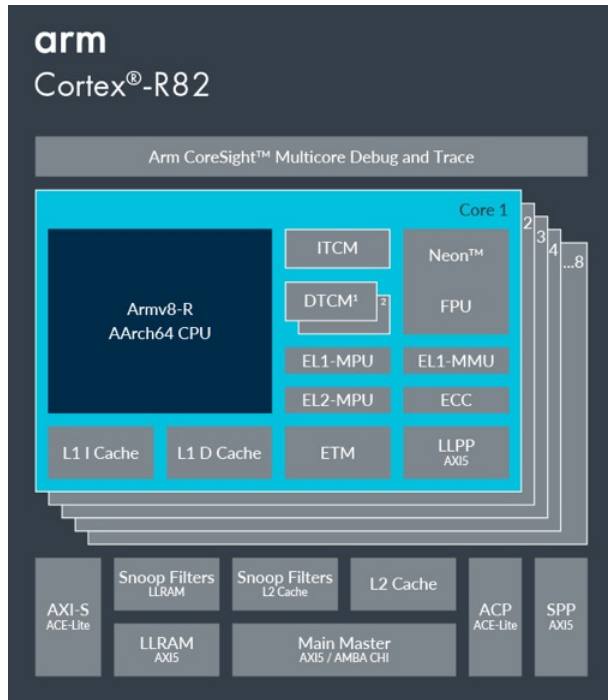 arm
Cortex®-R82
Arm CoreSight™ Multicore Debug and Trace
Core 1
2
3
4
...8
Armv8-R
AArch64 CPU
ITCM
DTCM¹
2
Neon™
FPU
EL1-MPU
EL1-MMU
EL2-MPU
ECC
L1 I Cache
L1 D Cache
ETM
LLPP
AXI5
AXI-S
ACE-Lite
Snoop Filters
LLRAM
Snoop Filters
L2 Cache
L2 Cache
LLRAM
AXI5
Main Master
AXI5 / AMBA CHI
ACP
ACE-Lite
SPP
AXI5